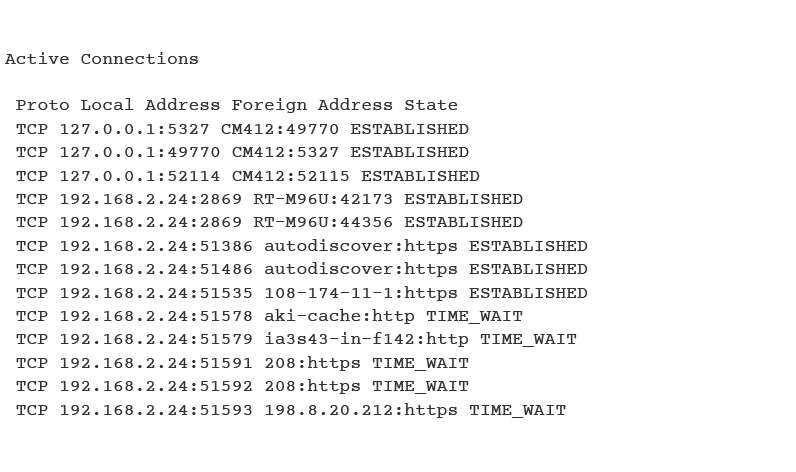 Active Connections
Proto Local Address Foreign Address State
TCP 127.0.0.1:5327 CM412:49770 ESTABLISHED
TCP 127.0.0.1:49770 CM412:5327 ESTABLISHED
TCP 127.0.0.1:52114 CM412:52115 ESTABLISHED
TCP 192.168.2.24:2869 RT-M96U:42173 ESTABLISHED
TCP 192.168.2.24:2869 RT-M96U:44356 ESTABLISHED
TCP 192.168.2.24:51386 autodiscover:https ESTABLISHED
TCP 192.168.2.24:51486 autodiscover:https ESTABLISHED
TCP 192.168.2.24:51535 108-174-11-1:https ESTABLISHED
TCP 192.168.2.24:51578 aki-cache:http TIME_WAIT
TCP 192.168.2.24:51579 ia3s43-in-f142:http TIME_WAIT
TCP 192.168.2.24:51591 208:https TIME_WAIT
TCP 192.168.2.24:51592 208:https TIME_WAIT
TCP 192.168.2.24:51593 198.8.20.212:https TIME_WAIT